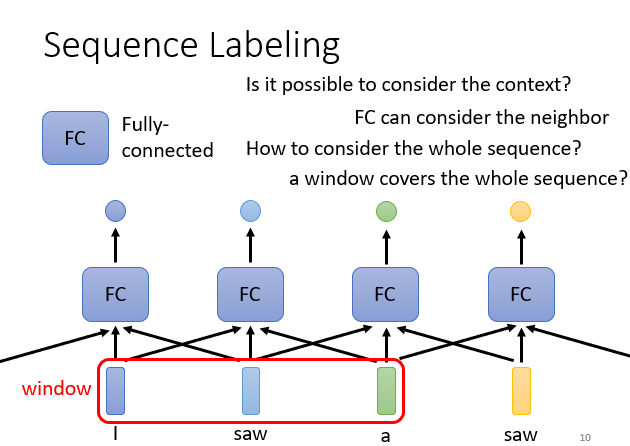 Sequence Labeling
Is it possible to consider the context?
FC can consider the neighbor
How to consider the whole sequence?
a window covers the whole sequence?
FC
Fully-
connected
FC FC FC FC
window
I saw a saw
10